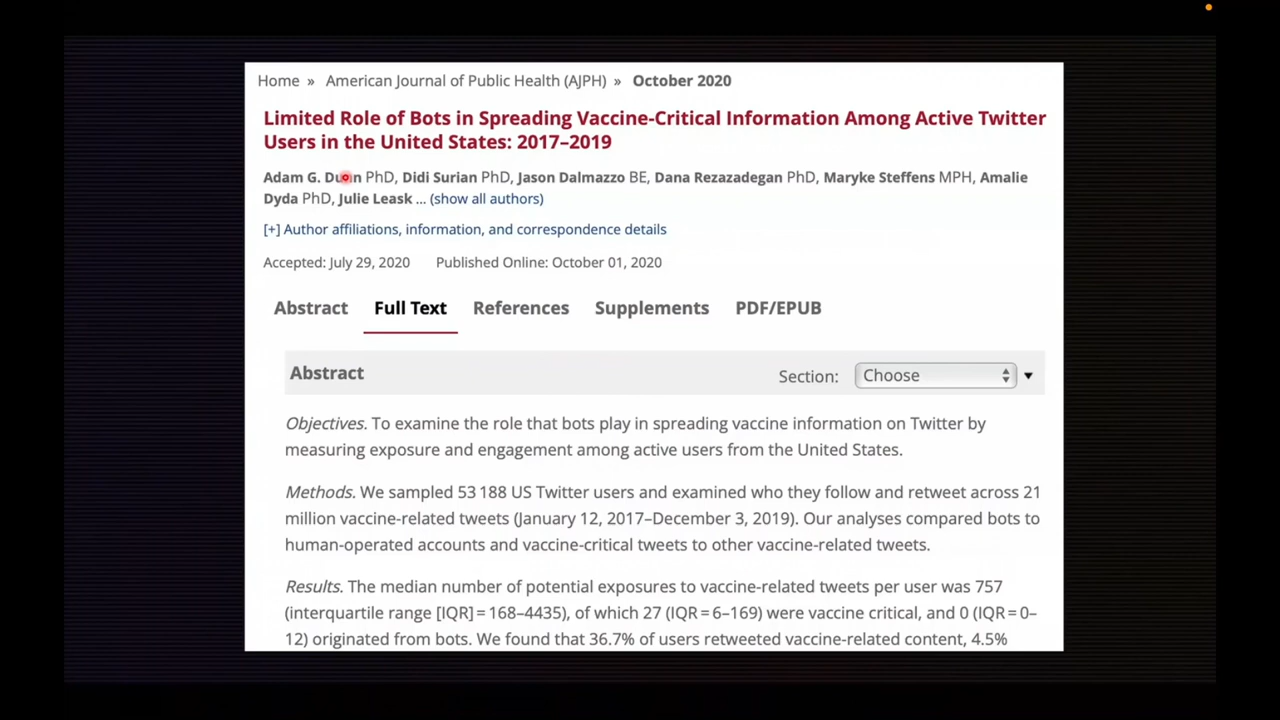 Home » American Journal of Public Health (AJPH) » October 2020
Limited Role of Bots in Spreading Vaccine-Critical Information Among Active Twitter
Users in the United States: 2017–2019
Adam G. Dunn PhD, Didi Surian PhD, Jason Dalmazzo BE, Dana Rezazadegan PhD, Maryke Steffens MPH, Amalie
Dyda PhD, Julie Leask ... (show all authors)
[+] Author affiliations, information, and correspondence details
Accepted: July 29, 2020 Published Online: October 01, 2020
Abstract Full Text References Supplements PDF/EPUB
Abstract Section: Choose
Objectives. To examine the role that bots play in spreading vaccine information on Twitter by
measuring exposure and engagement among active users from the United States.
Methods. We sampled 53 188 US Twitter users and examined who they follow and retweet across 21
million vaccine-related tweets (January 12, 2017–December 3, 2019). Our analyses compared bots to
human-operated accounts and vaccine-critical tweets to other vaccine-related tweets.
Results. The median number of potential exposures to vaccine-related tweets per user was 757
(interquartile range [IQR] = 168–4435), of which 27 (IQR = 6–169) were vaccine critical, and 0 (IQR = 0–
12) originated from bots. We found that 36.7% of users retweeted vaccine-related content, 4.5%